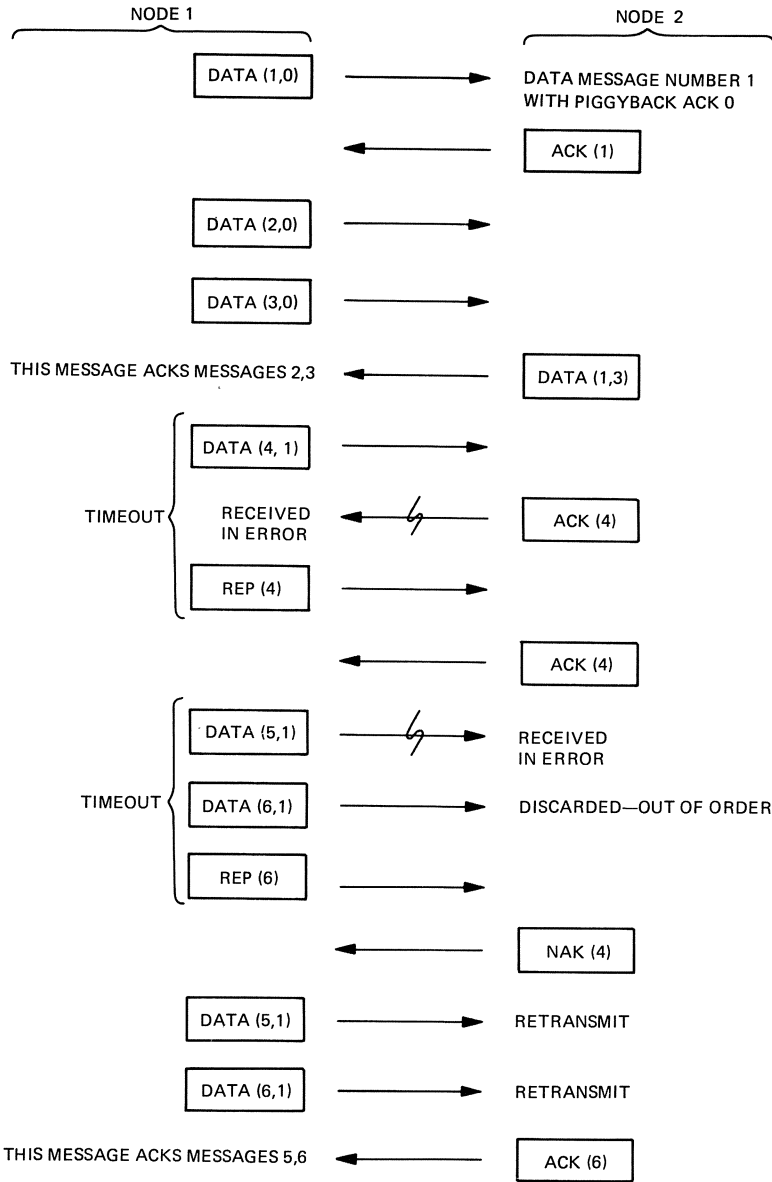 NODE 1
NODE 2
DATA (1,0)
DATA MESSAGE NUMBER 1
WITH PIGGYBACK ACK 0
ACK (1)
DATA (2,0)
DATA (3,0)
THIS MESSAGE ACKS MESSAGES 2,3
DATA (1,3)
DATA (4, 1)
TIMEOUT
RECEIVED
IN ERROR
ACK (4)
REP (4)
ACK (4)
DATA (5,1)
RECEIVED
IN ERROR
TIMEOUT
DATA (6,1)
DISCARDED—OUT OF ORDER
REP (6)
NAK (4)
DATA (5,1)
RETRANSMIT
DATA (6,1)
RETRANSMIT
THIS MESSAGE ACKS MESSAGES 5,6
ACK (6)